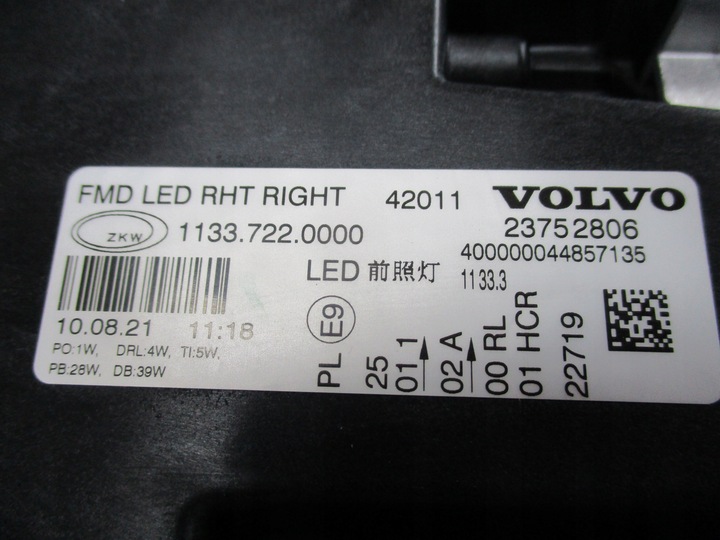 FMD LED RHT RIGHT 42011 VOLVO
ZKW 1133.722.0000 23752806
LED 前照灯 400000044857135
1133.3
10.08.21 11:18
PO:1W, DRL:4W, TI:5W,
PB:28W, DB:39W
PL E9
25
01 1
02 A
00 RL
01 HCR
22719